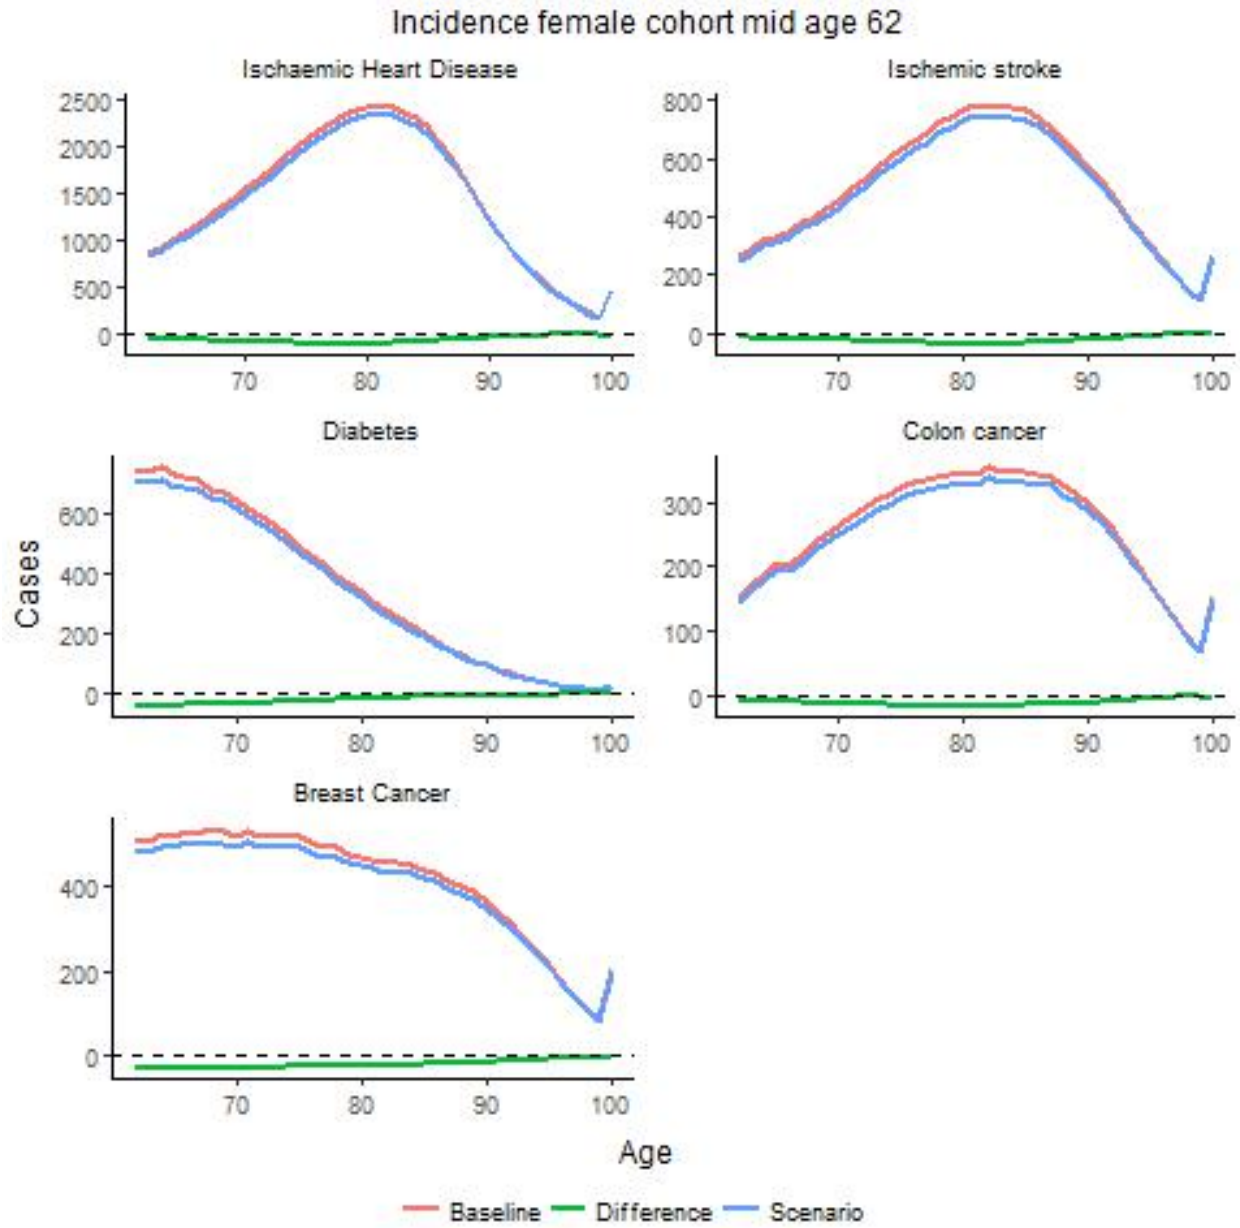 Incidence female cohort mid age 62
Ischaemic Heart Disease
2500
2000
1500
1000
500
0
70 80 90 100
Ischemic stroke
800
600
400
200
0
70 80 90 100
Diabetes
600
400
200
0
70 80 90 100
Colon cancer
300
200
100
0
70 80 90 100
Breast Cancer
400
200
0
70 80 90 100
Cases
Age
Baseline Difference Scenario